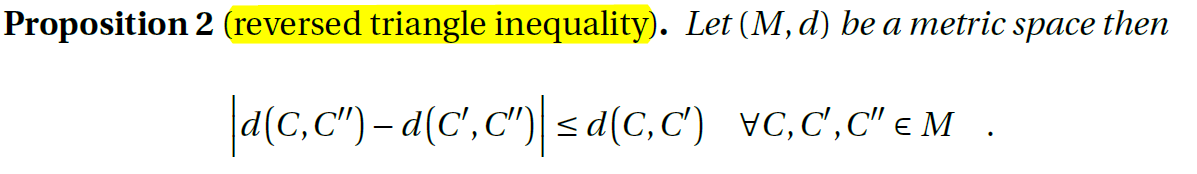 Proposition 2 (reversed triangle inequality). Let (M, d) be a metric space then
|d(C,C″) – d(C′,C″)| ≤ d(C,C′) ∀C,C′,C″ ∈ M .